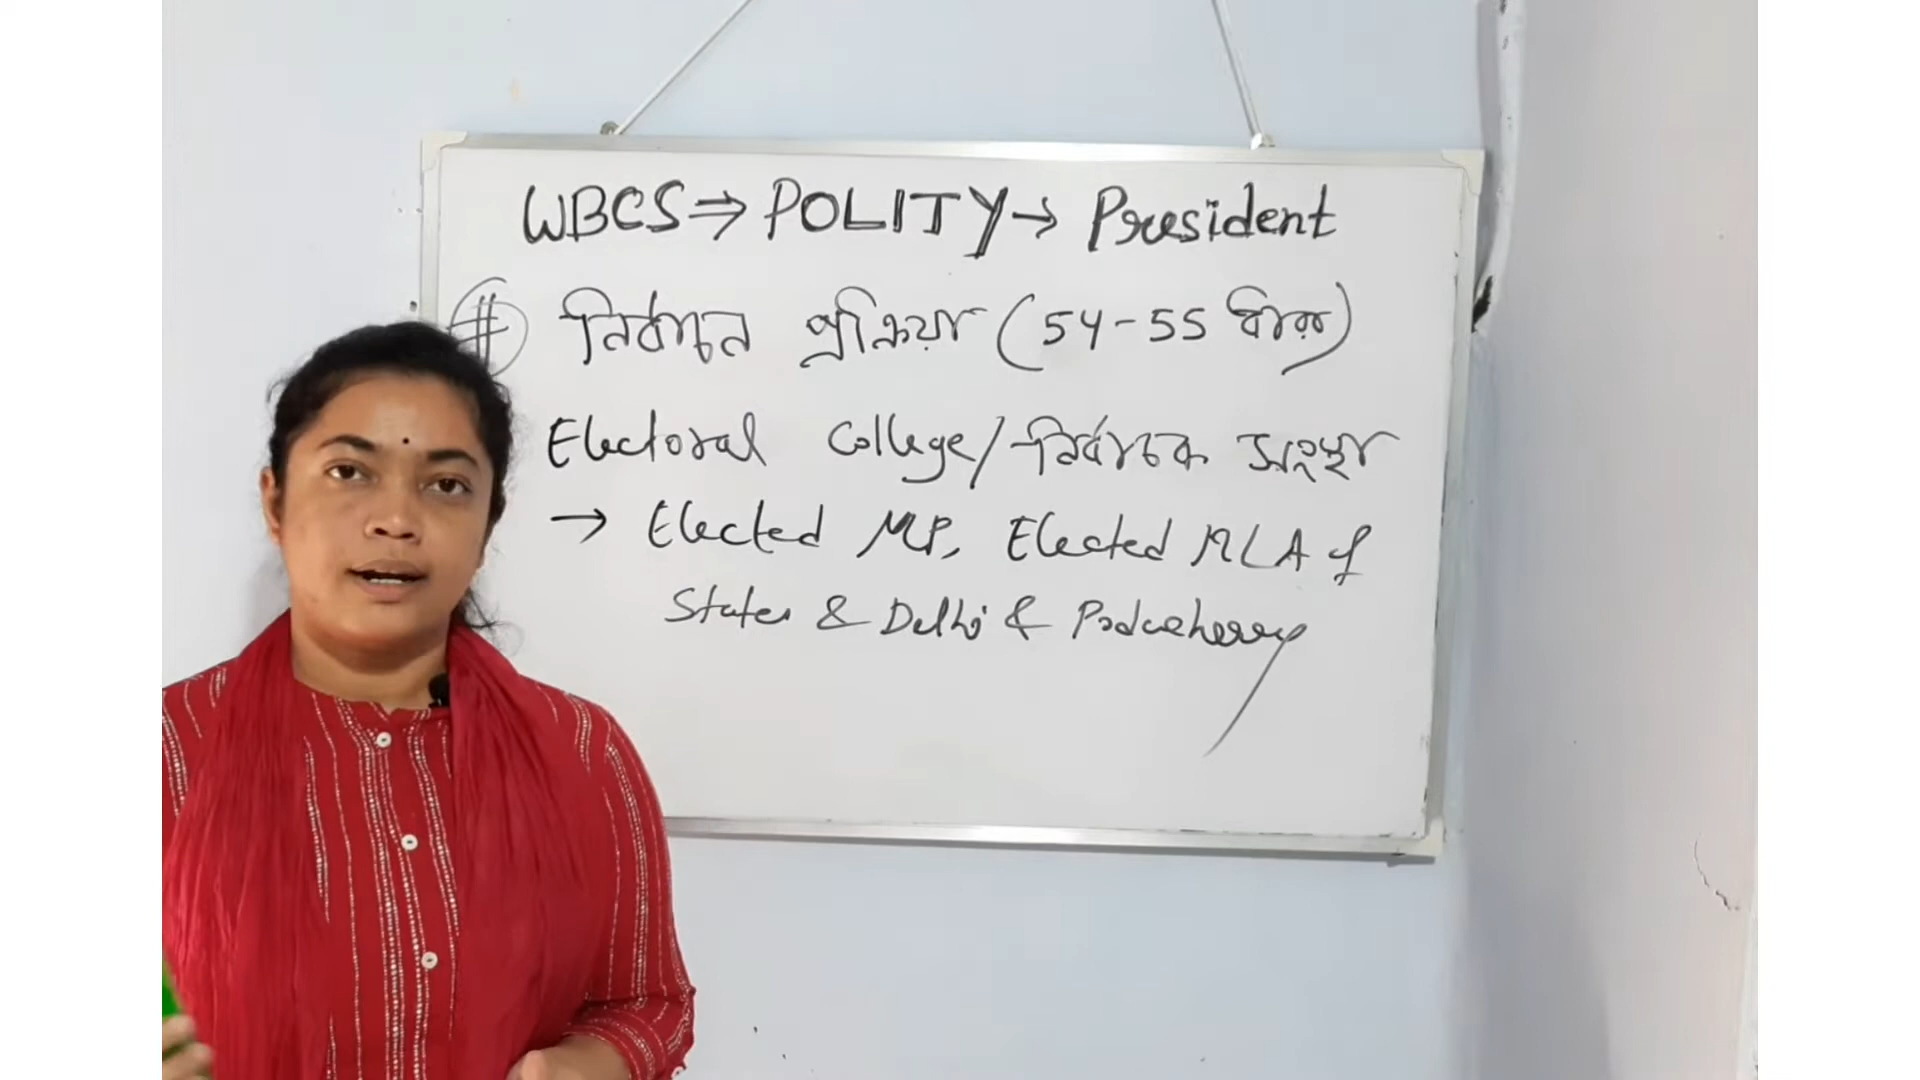 WBCS ⇒ POLITY → President
# নির্বাচন প্রক্রিয়া (54-55 ধারা)
Electoral College/নির্বাচক সংস্থা
→ Elected MP, Elected MLA of
States & Delhi & Puducherry